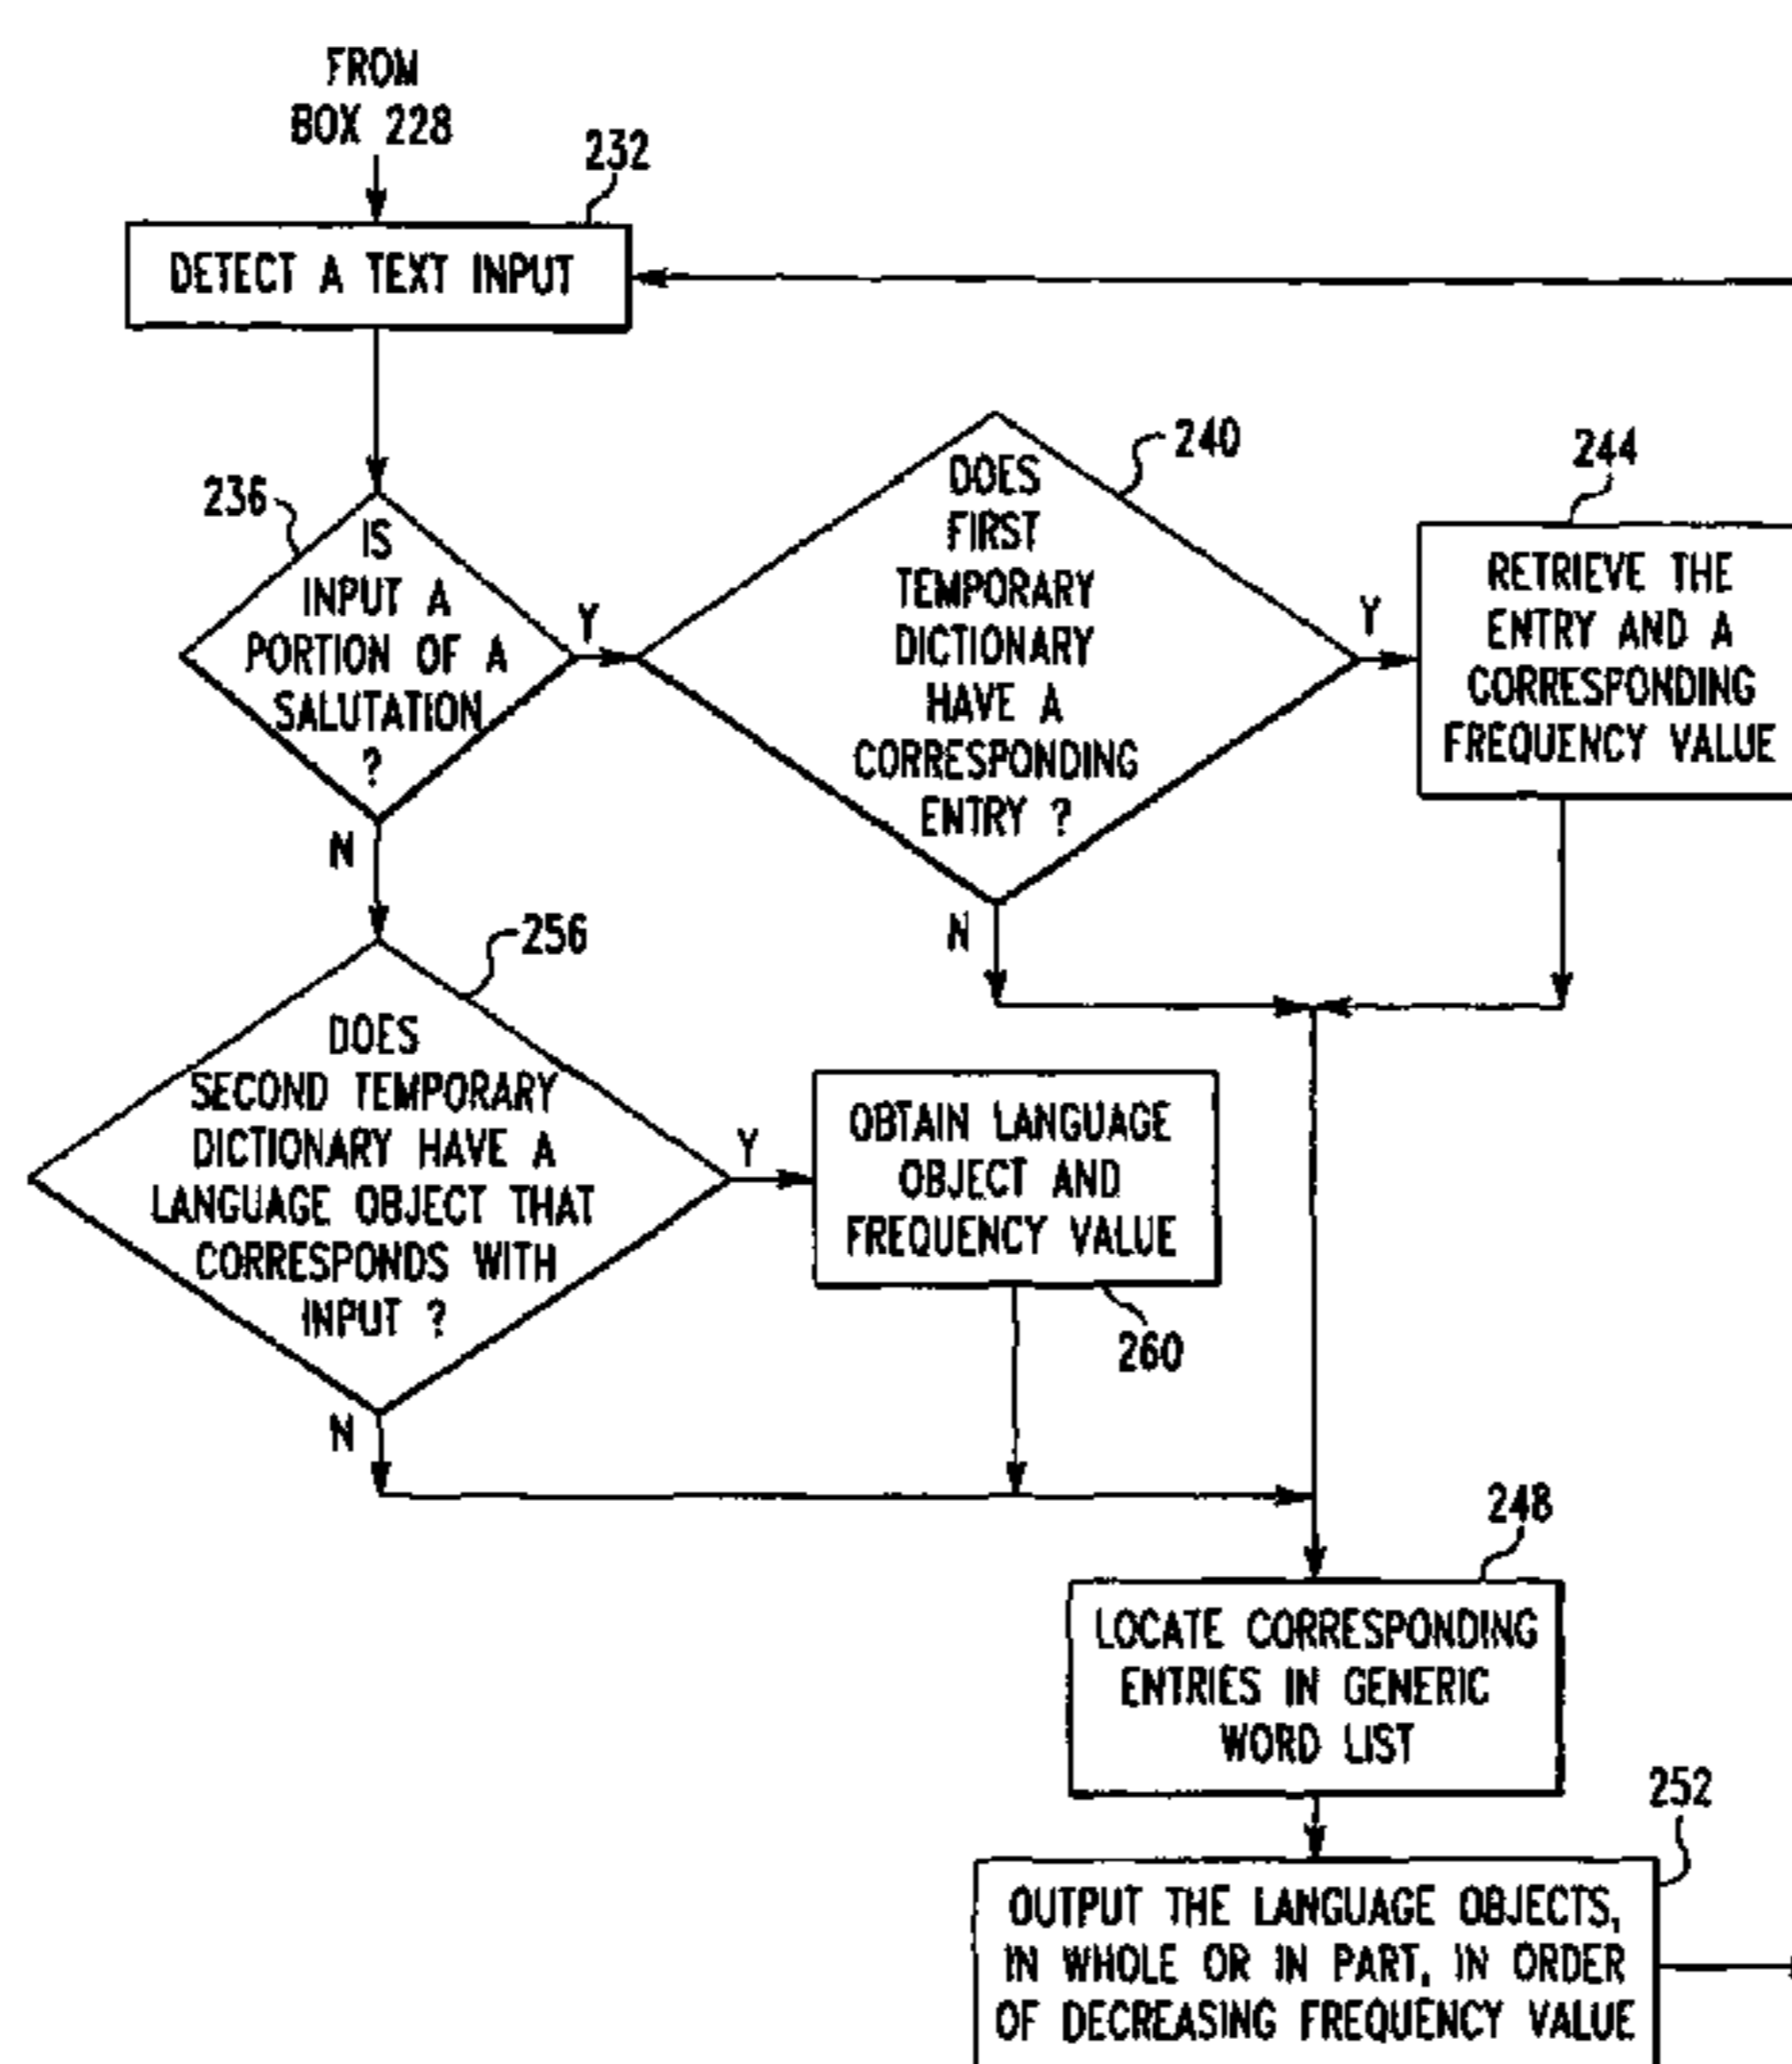 FROM
BOX 228
232
DETECT A TEXT INPUT
236
IS
INPUT A
PORTION OF A
SALUTATION
?
Y
N
240
DOES
FIRST
TEMPORARY
DICTIONARY
HAVE A
CORRESPONDING
ENTRY ?
Y
N
244
RETRIEVE THE
ENTRY AND A
CORRESPONDING
FREQUENCY VALUE
256
DOES
SECOND TEMPORARY
DICTIONARY HAVE A
LANGUAGE OBJECT THAT
CORRESPONDS WITH
INPUT ?
Y
N
OBTAIN LANGUAGE
OBJECT AND
FREQUENCY VALUE
260
248
LOCATE CORRESPONDING
ENTRIES IN GENERIC
WORD LIST
252
OUTPUT THE LANGUAGE OBJECTS,
IN WHOLE OR IN PART, IN ORDER
OF DECREASING FREQUENCY VALUE